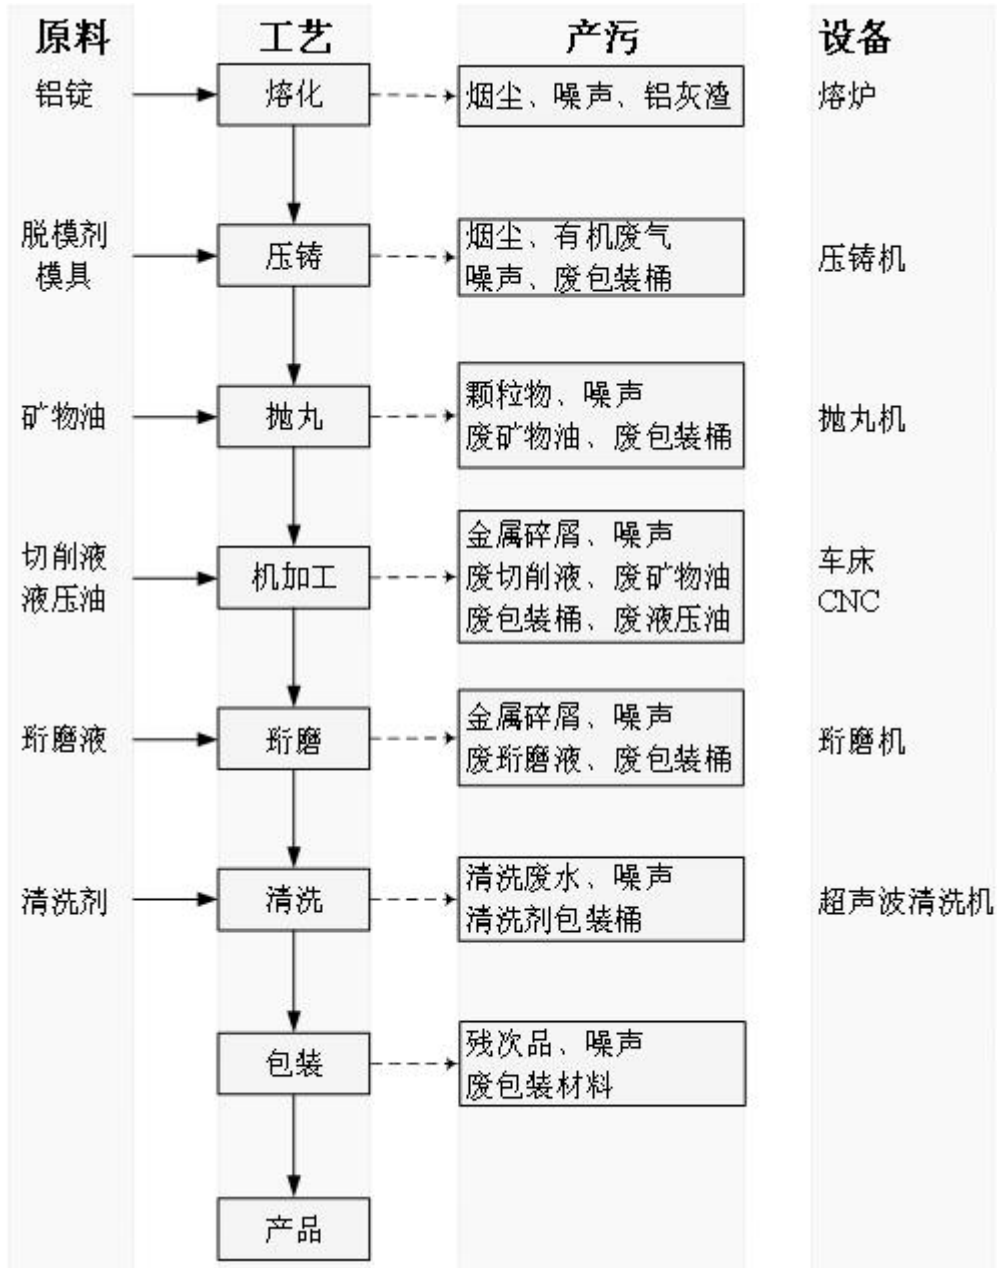 原料 工艺 产污 设备
铝锭 熔化 烟尘、噪声、铝灰渣 熔炉
脱模剂
模具
压铸
烟尘、有机废气
噪声、废包装桶
压铸机
矿物油
抛丸
颗粒物、噪声
废矿物油、废包装桶
抛丸机
切削液
液压油
机加工
金属碎屑、噪声
废切削液、废矿物油
废包装桶、废液压油
车床
CNC
珩磨液
珩磨
金属碎屑、噪声
废珩磨液、废包装桶
珩磨机
清洗剂
清洗
清洗废水、噪声
清洗剂包装桶
超声波清洗机
包装
残次品、噪声
废包装材料
产品